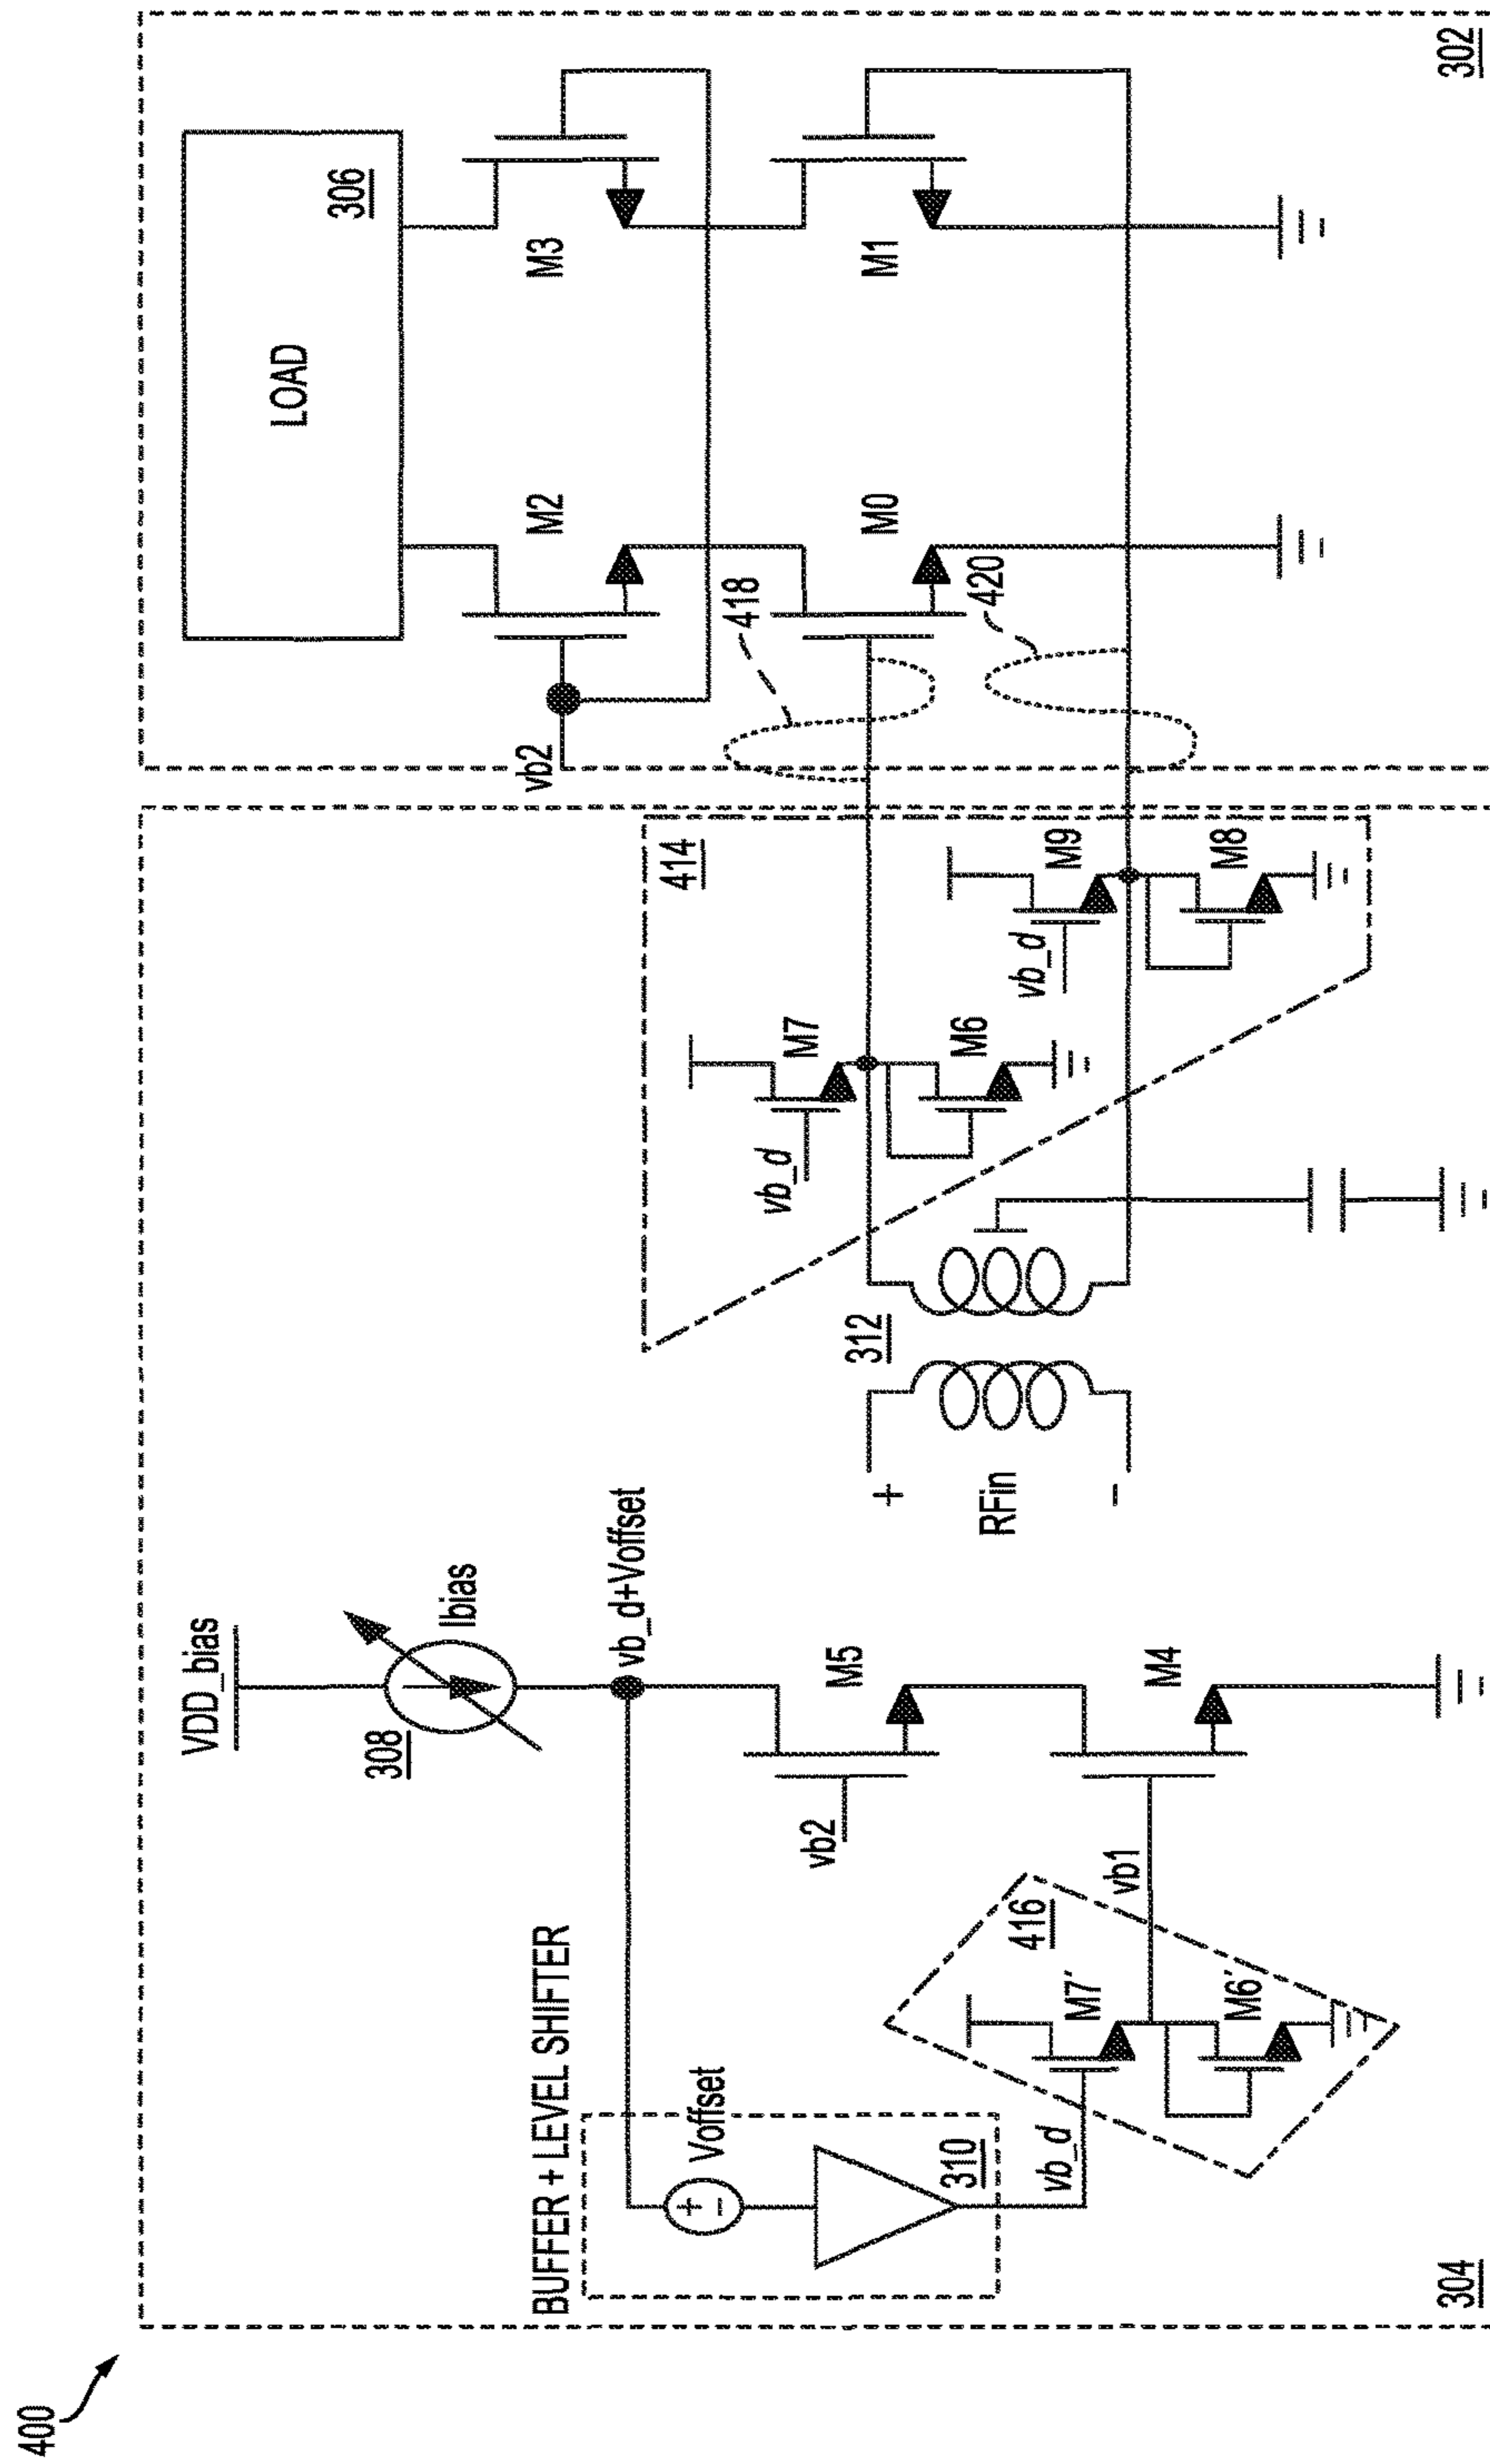 400
BUFFER + LEVEL SHIFTER
Voffset
310
vb_d
VDD_bias
308
Ibias
vb_d+Voffset
vb2
M5
M4
vb1
416
M7´
M6´
304
+
RFin
-
312
414
vb_d
M7
M6
vb_d
M9
M8
vb2
LOAD
306
M2
M3
M0
M1
418
420
302